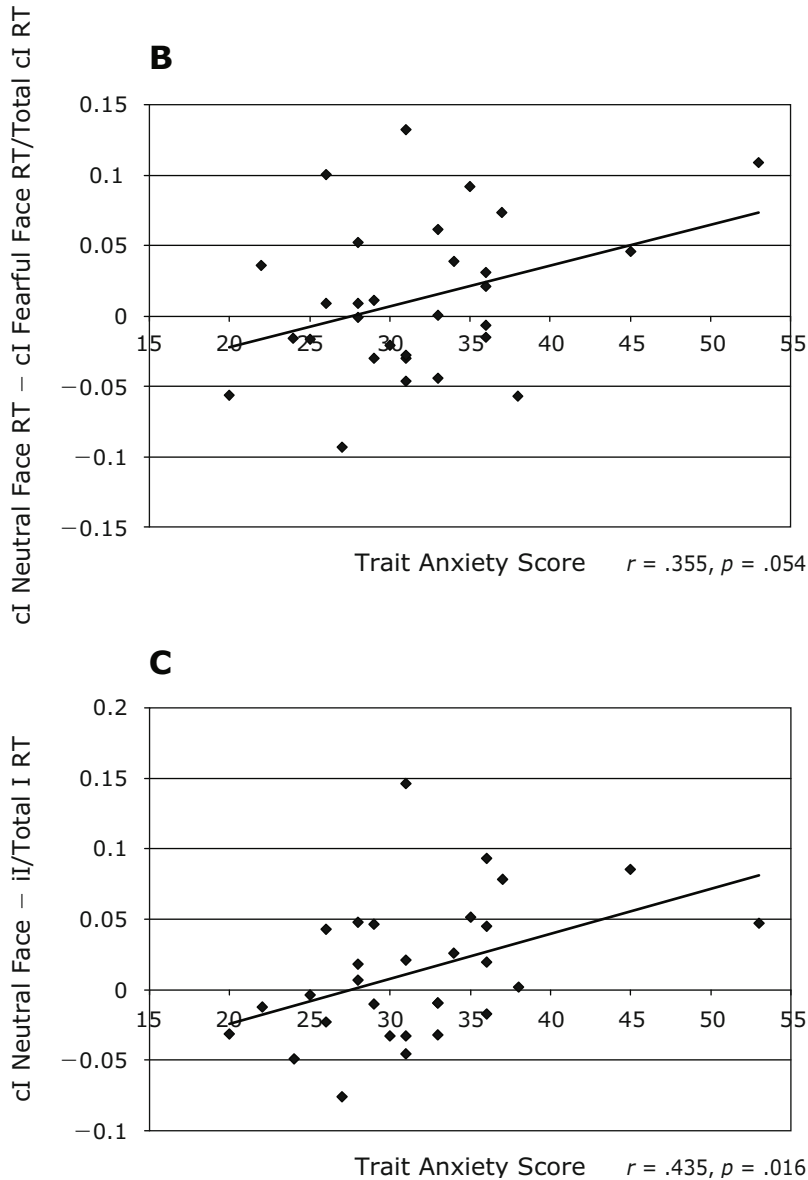 B
cI Neutral Face RT − cI Fearful Face RT/Total cI RT
0.15
0.1
0.05
0
−0.05
−0.1
−0.15
15 20 25 30 35 40 45 50 55
Trait Anxiety Score r = .355, p = .054
C
cI Neutral Face − iI/Total I RT
0.2
0.15
0.1
0.05
0
−0.05
−0.1
15 20 25 30 35 40 45 50 55
Trait Anxiety Score r = .435, p = .016